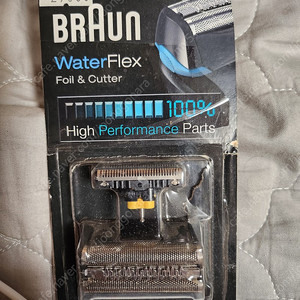 BRAUN
WaterFlex
Foil & Cutter
100%
High Performance Parts